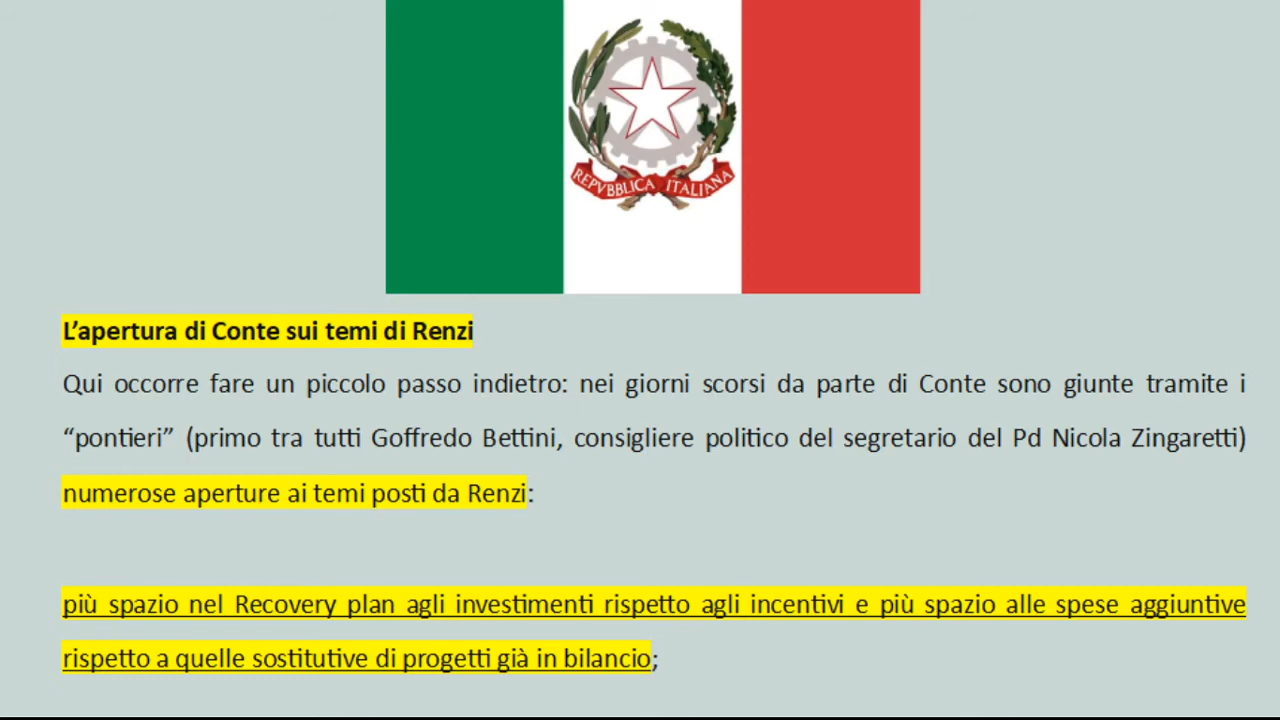 REPVBBLICA ITALIANA
L’apertura di Conte sui temi di Renzi
Qui occorre fare un piccolo passo indietro: nei giorni scorsi da parte di Conte sono giunte tramite i
“pontieri” (primo tra tutti Goffredo Bettini, consigliere politico del segretario del Pd Nicola Zingaretti)
numerose aperture ai temi posti da Renzi:
più spazio nel Recovery plan agli investimenti rispetto agli incentivi e più spazio alle spese aggiuntive
rispetto a quelle sostitutive di progetti già in bilancio;